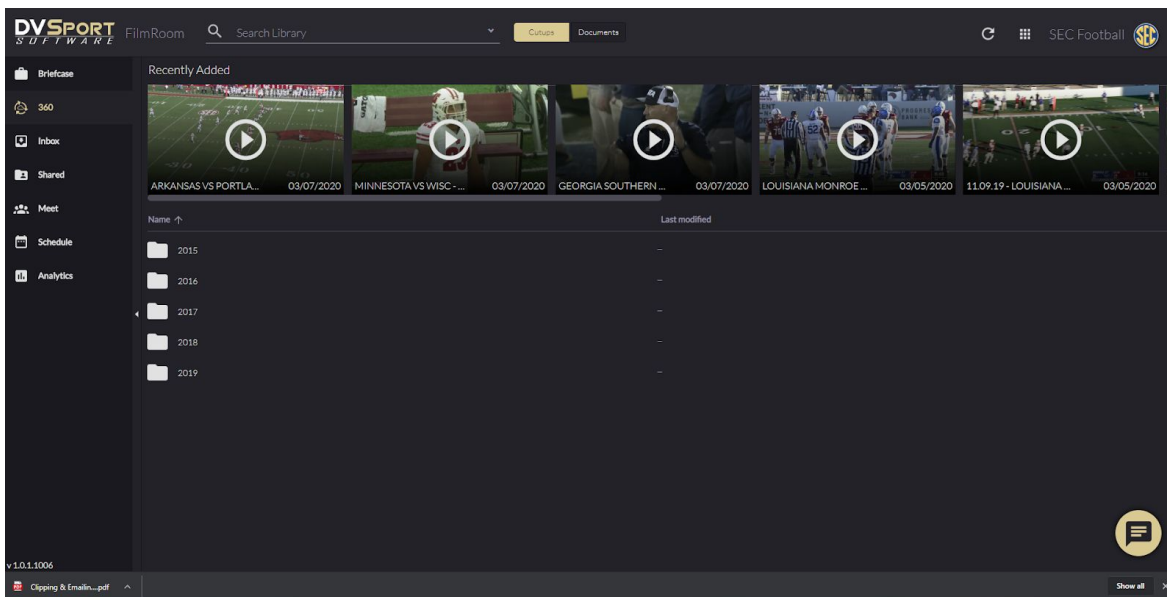 DVSPORT
SOFTWARE
FilmRoom
Search Library
Cutups
Documents
SEC Football
SEC
Briefcase
360
Inbox
Shared
Meet
Schedule
Analytics
Recently Added
ARKANSAS VS PORTLA... 03/07/2020
MINNESOTA VS WISC - ... 03/07/2020
GEORGIA SOUTHERN ... 03/07/2020
LOUISIANA MONROE ... 03/05/2020
11.09.19 - LOUISIANA ... 03/05/2020
Name ↑ Last modified
2015 –
2016 –
2017 –
2018 –
2019 –
v 1.0.1.1006
Clipping & Emailin....pdf
Show all